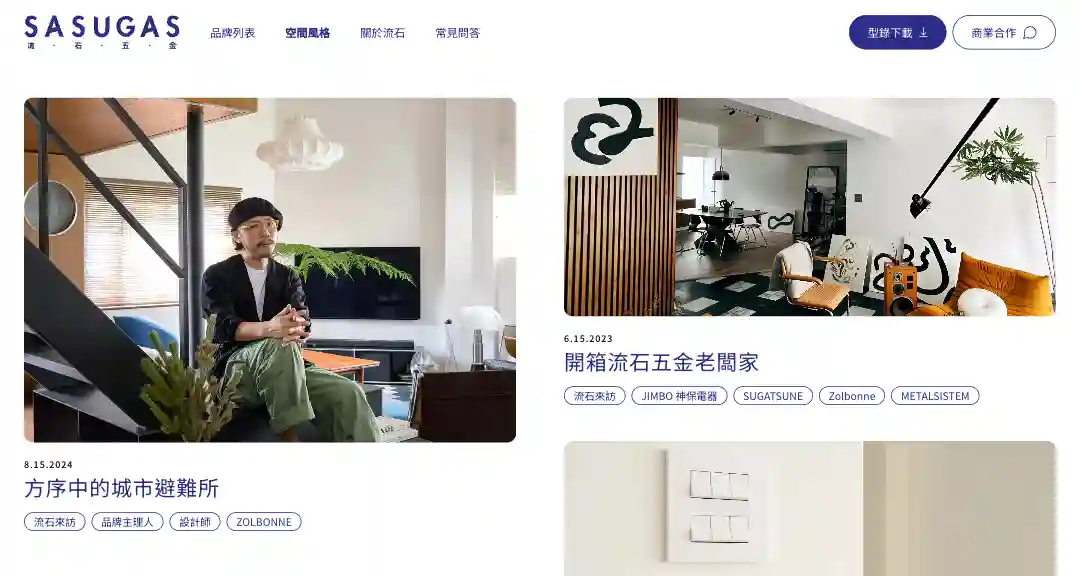 SASUGAS
流・石・五・金
品牌列表
空間風格
關於流石
常見問答
型錄下載
商業合作
8.15.2024
方序中的城市避難所
流石來訪
品牌主理人
設計師
ZOLBONNE
6.15.2023
開箱流石五金老闆家
流石來訪
JIMBO 神保電器
SUGATSUNE
Zolbonne
METALSISTEM